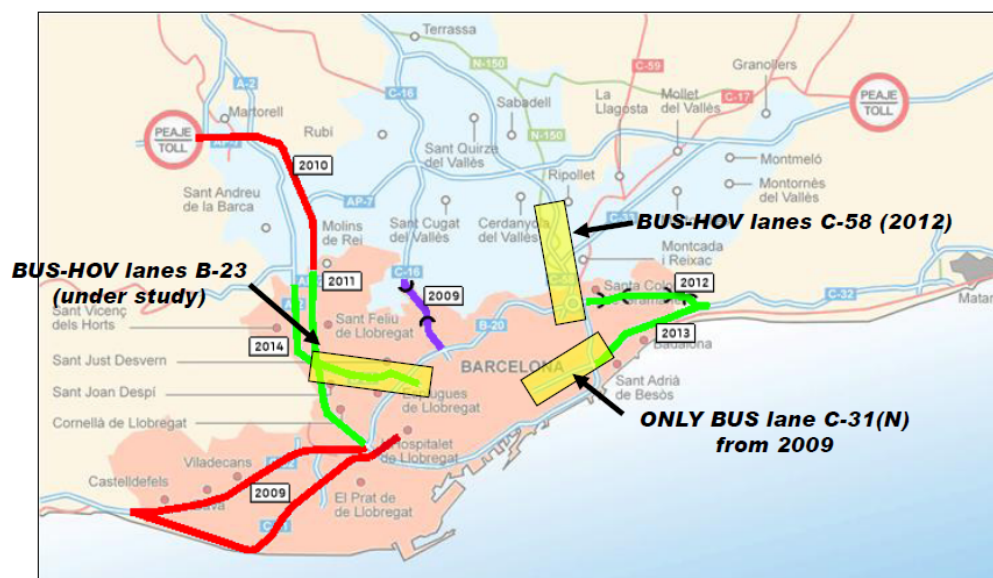 Terrassa
N-150
C-59
Granollers
A-2
C-16
Sabadell
La
Llagosta
Mollet
del Vallès
C-17
PEAJE
TOLL
Martorell
PEAJE
TOLL
Rubí
Sant Quirze
del Vallès
N-150
2010
Ripollet
Montmeló
Sant Andreu
de la Barca
AP-7
Montornès
del Vallès
Molins
de Rei
Sant Cugat
del Vallès
Cerdanyola
del Vallès
C-33
BUS-HOV lanes C-58 (2012)
Montcada
i Reixac
BUS-HOV lanes B-23
(under study)
2011
C-16
2009
Santa Colo
2012
C-32
Sant Vicenç
dels Horts
Sant Feliu
de Llobregat
B-20
2013
2014
Sant Just Desvern
BARCELONA
Badalona
Sant Joan Despí
Esplugues
de Llobregat
Sant Adrià
de Besòs
Cornellà de Llobregat
ONLY BUS lane C-31(N)
from 2009
L'Hospitalet
de Llobregat
Viladecans
Castelldefels
2009
El Prat de
Llobregat